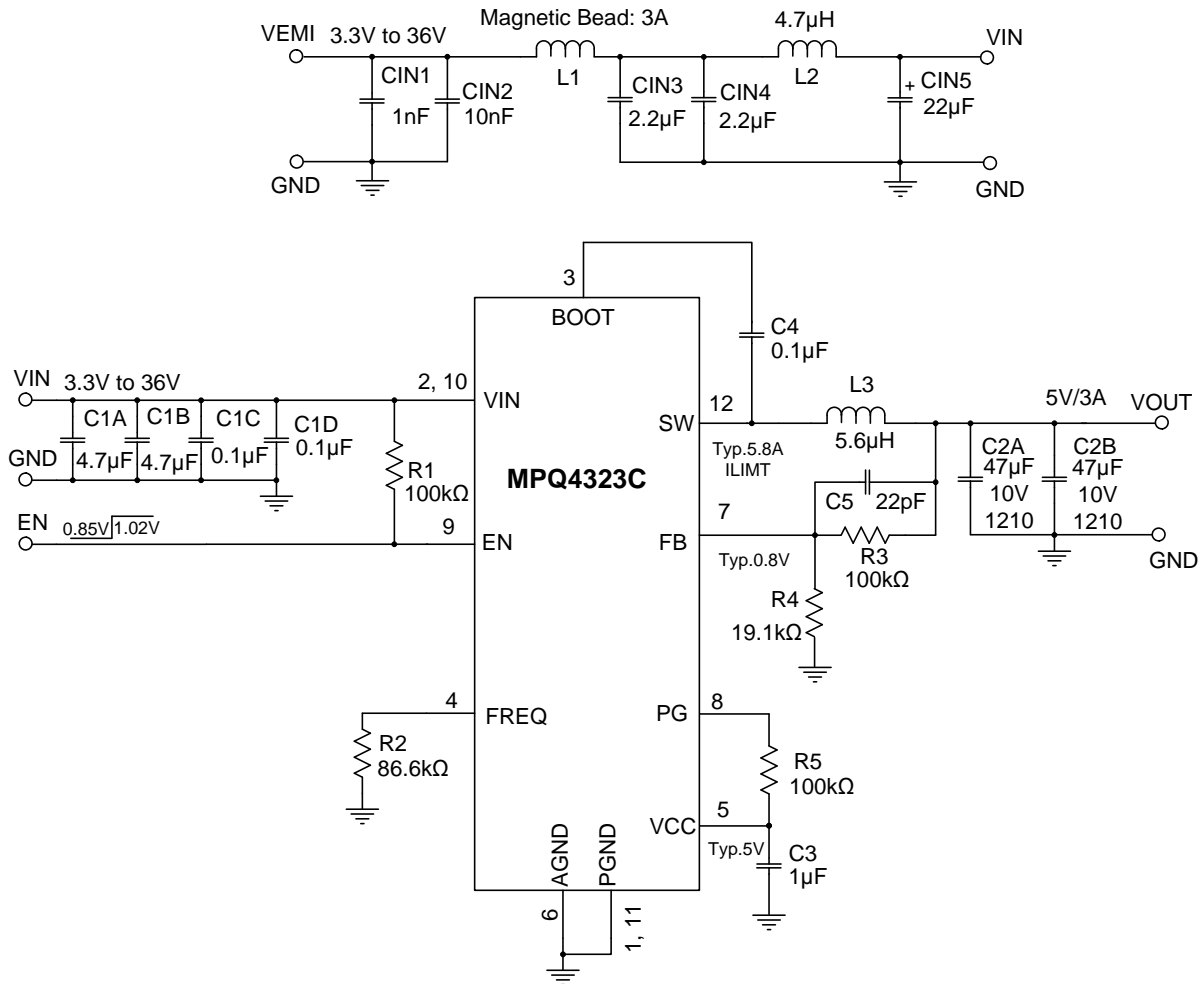 Magnetic Bead: 3A
4.7µH
VEMI
3.3V to 36V
VIN
L1
L2
CIN1
1nF
CIN2
10nF
CIN3
2.2µF
CIN4
2.2µF
+
CIN5
22µF
GND
GND
3
BOOT
C4
0.1µF
VIN
3.3V to 36V
2, 10
VIN
12
SW
L3
5.6µH
5V/3A
VOUT
C1A
4.7µF
C1B
4.7µF
C1C
0.1µF
C1D
0.1µF
GND
R1
100kΩ
MPQ4323C
Typ.5.8A
ILIMT
C2A
47µF
10V
1210
C2B
47µF
10V
1210
GND
EN
0.85V
1.02V
9
EN
7
FB
Typ.0.8V
C5
22pF
R3
100kΩ
R4
19.1kΩ
4
FREQ
R2
86.6kΩ
8
PG
R5
100kΩ
5
VCC
Typ.5V
C3
1µF
AGND
PGND
6
1, 11